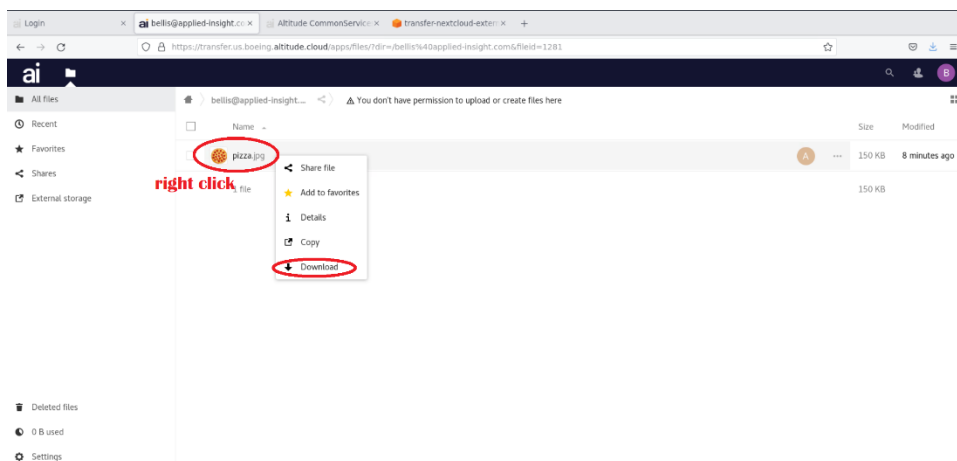 Login
bellis@applied-insight.co
Altitude CommonService
transfer-nextcloud-extern
https://transfer.us.boeing.altitude.cloud/apps/files/?dir=/bellis%40applied-insight.com&fileid=1281
ai
B
All files
bellis@applied-insight.... You don't have permission to upload or create files here
Recent
Name
Size
Modified
Favorites
pizza.jpg
A
150 KB
8 minutes ago
Shares
Share file
right click
External storage
file
Add to favorites
150 KB
Details
Copy
Download
Deleted files
0 B used
Settings